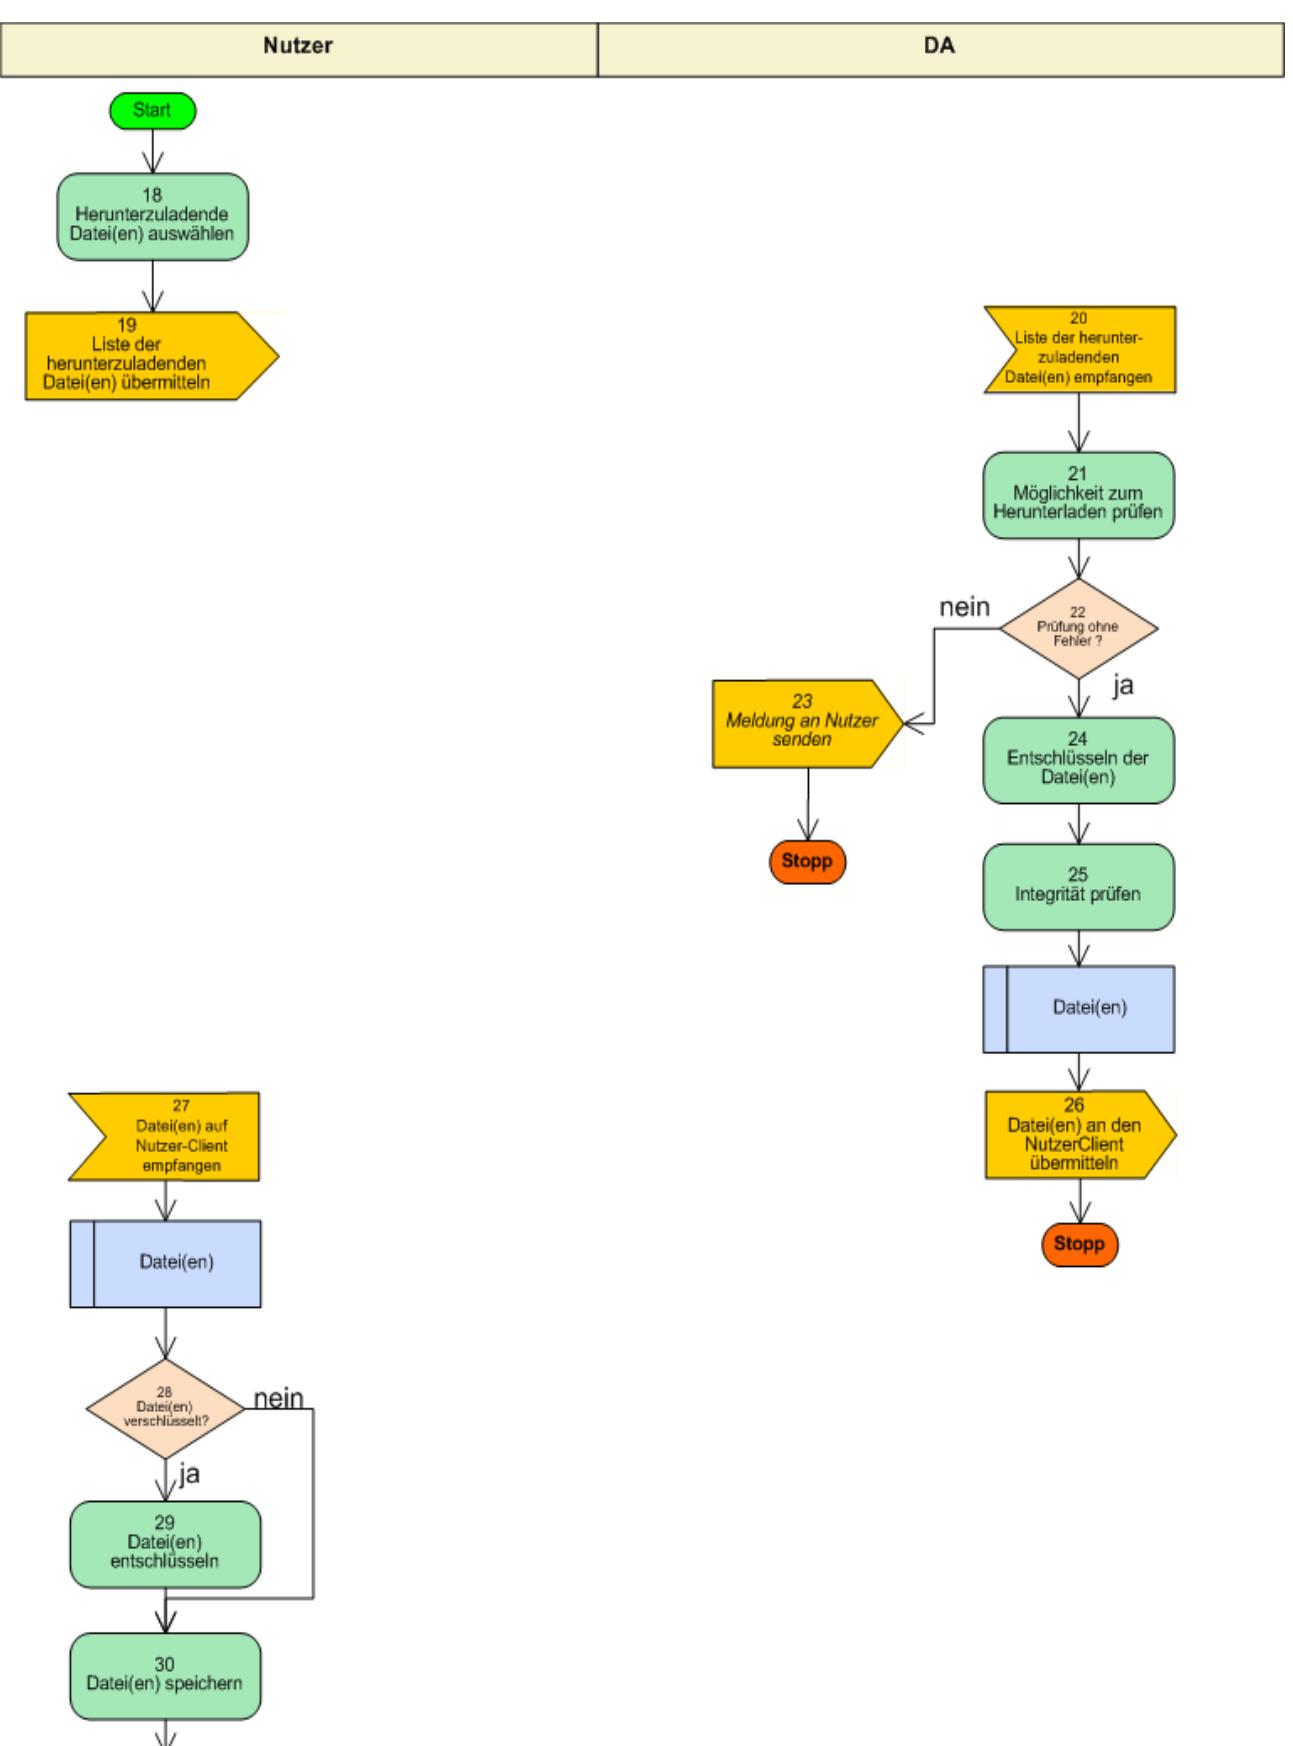 Nutzer
DA
Start
18
Herunterzuladende
Datei(en) auswählen
19
Liste der
herunterzuladenden
Datei(en) übermitteln
20
Liste der herunter-
zuladenden
Datei(en) empfangen
21
Möglichkeit zum
Herunterladen prüfen
22
Prüfung ohne
Fehler ?
nein
ja
23
Meldung an Nutzer
senden
Stopp
24
Entschlüsseln der
Datei(en)
25
Integrität prüfen
Datei(en)
26
Datei(en) an den
NutzerClient
übermitteln
Stopp
27
Datei(en) auf
Nutzer-Client
empfangen
Datei(en)
28
Datei(en)
verschlüsselt?
nein
ja
29
Datei(en)
entschlüsseln
30
Datei(en) speichern